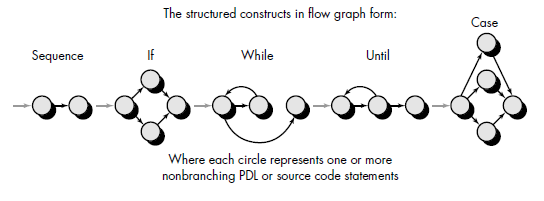 The structured constructs in flow graph form:
Case
Sequence If While Until
Where each circle represents one or more
nonbranching PDL or source code statements